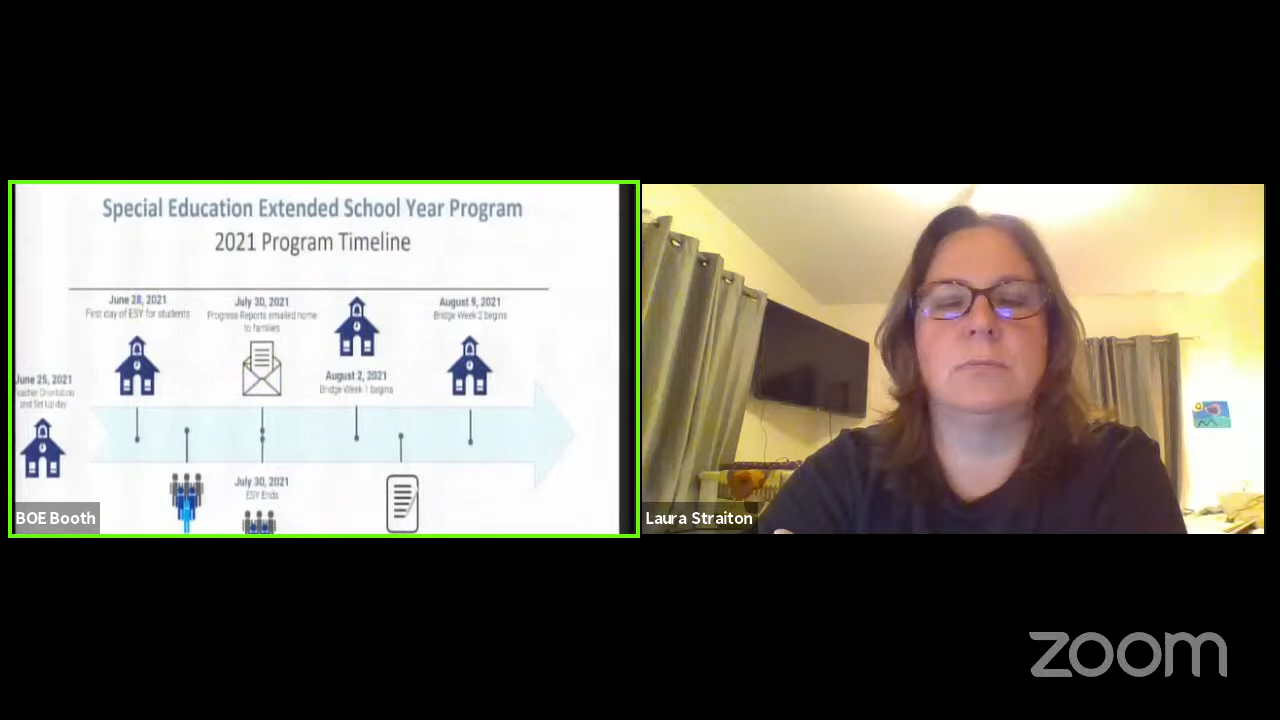 Special Education Extended School Year Program
2021 Program Timeline
June 28, 2021
First day of ESY for students
July 30, 2021
Progress Reports emailed home
to families
August 9, 2021
Bridge Week 2 begins
August 2, 2021
Bridge Week 1 begins
June 25, 2021
Teacher Orientation
and Set Up day
July 30, 2021
ESY Ends
BOE Booth
Laura Straiton
zoom